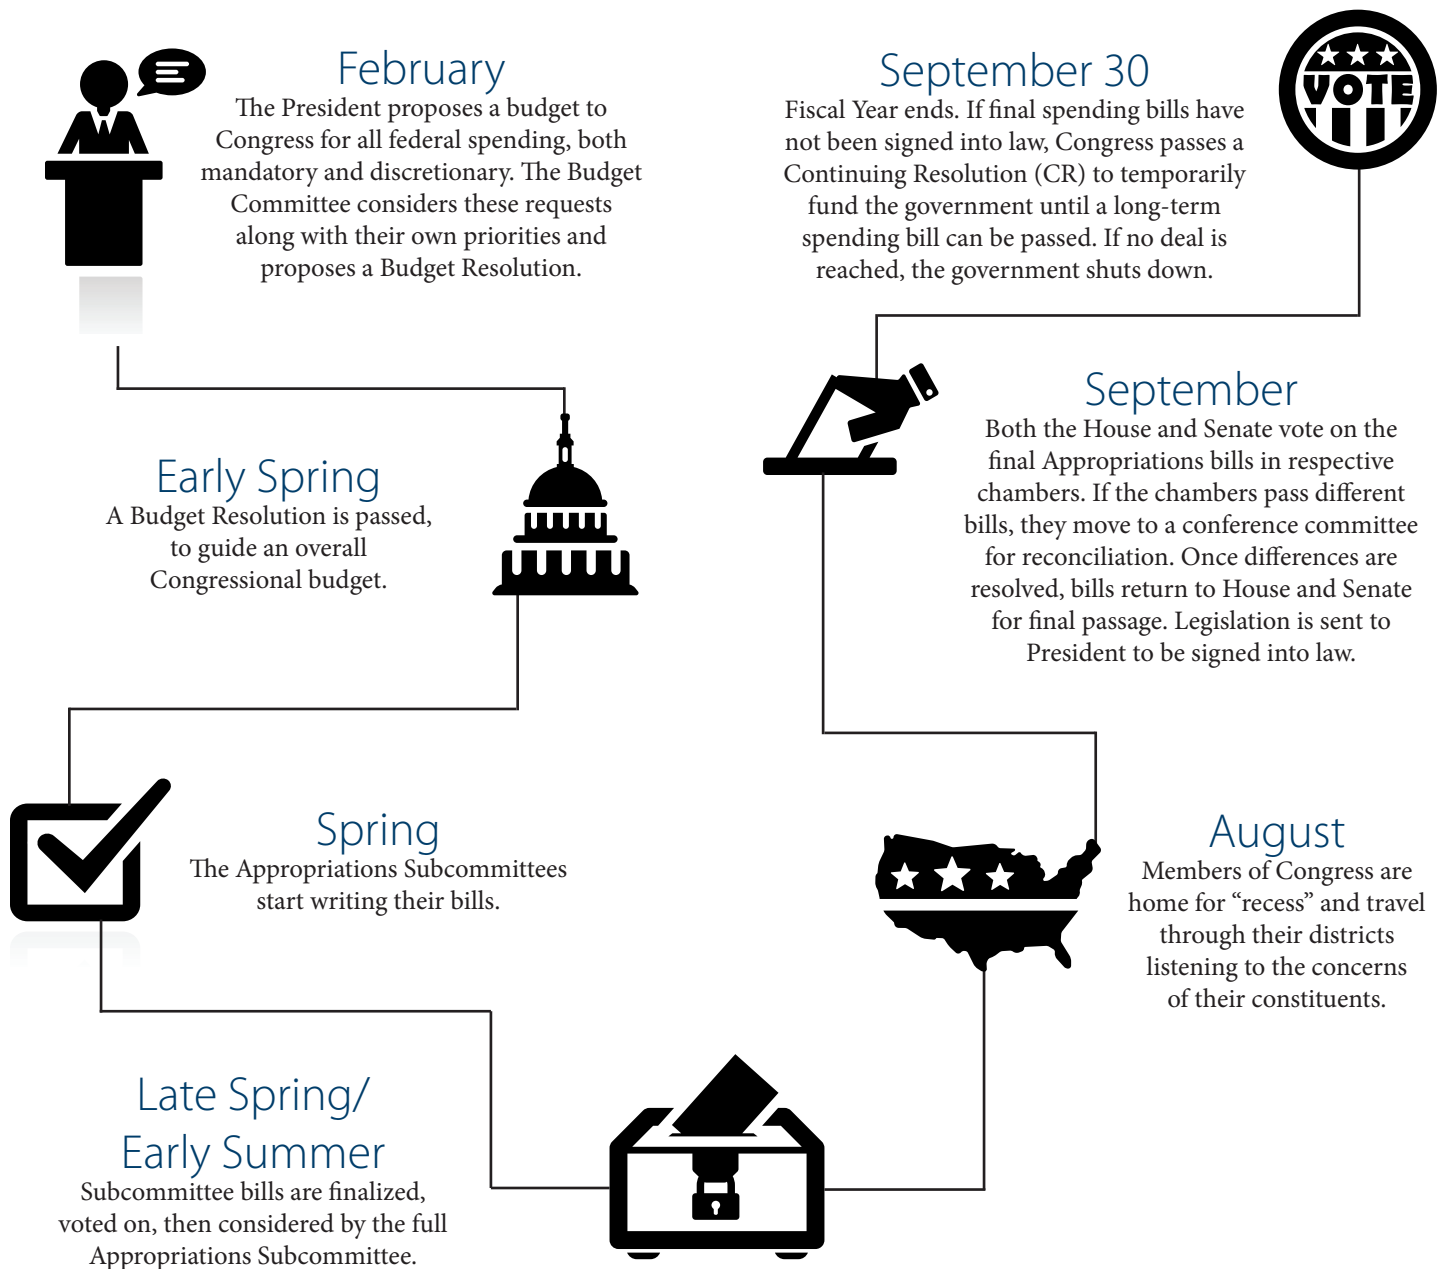 February
The President proposes a budget to
Congress for all federal spending, both
mandatory and discretionary. The Budget
Committee considers these requests
along with their own priorities and
proposes a Budget Resolution.
Early Spring
A Budget Resolution is passed,
to guide an overall
Congressional budget.
Spring
The Appropriations Subcommittees
start writing their bills.
Late Spring/
Early Summer
Subcommittee bills are finalized,
voted on, then considered by the full
Appropriations Subcommittee.
August
Members of Congress are
home for “recess” and travel
through their districts
listening to the concerns
of their constituents.
September
Both the House and Senate vote on the
final Appropriations bills in respective
chambers. If the chambers pass different
bills, they move to a conference committee
for reconciliation. Once differences are
resolved, bills return to House and Senate
for final passage. Legislation is sent to
President to be signed into law.
September 30
Fiscal Year ends. If final spending bills have
not been signed into law, Congress passes a
Continuing Resolution (CR) to temporarily
fund the government until a long-term
spending bill can be passed. If no deal is
reached, the government shuts down.
VOTE